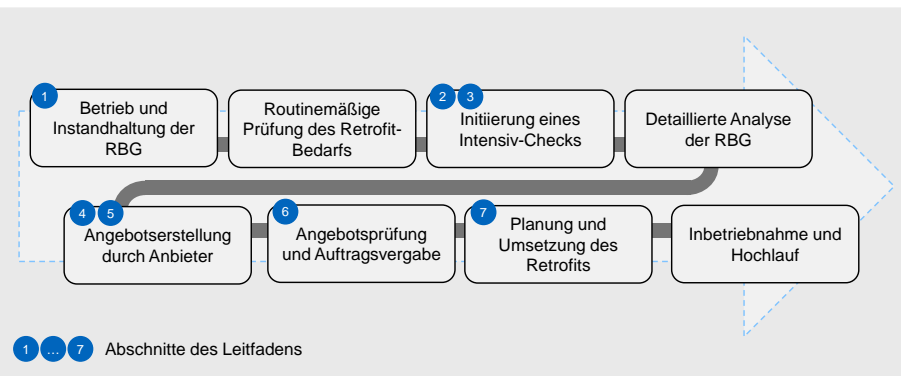 1
Betrieb und
Instandhaltung der
RBG
Routinemäßige
Prüfung des Retrofit-
Bedarfs
2 3
Initiierung eines
Intensiv-Checks
Detaillierte Analyse
der RBG
4 5
Angebotserstellung
durch Anbieter
6
Angebotsprüfung
und Auftragsvergabe
7
Planung und
Umsetzung des
Retrofits
Inbetriebnahme und
Hochlauf
1 ... 7 Abschnitte des Leitfadens